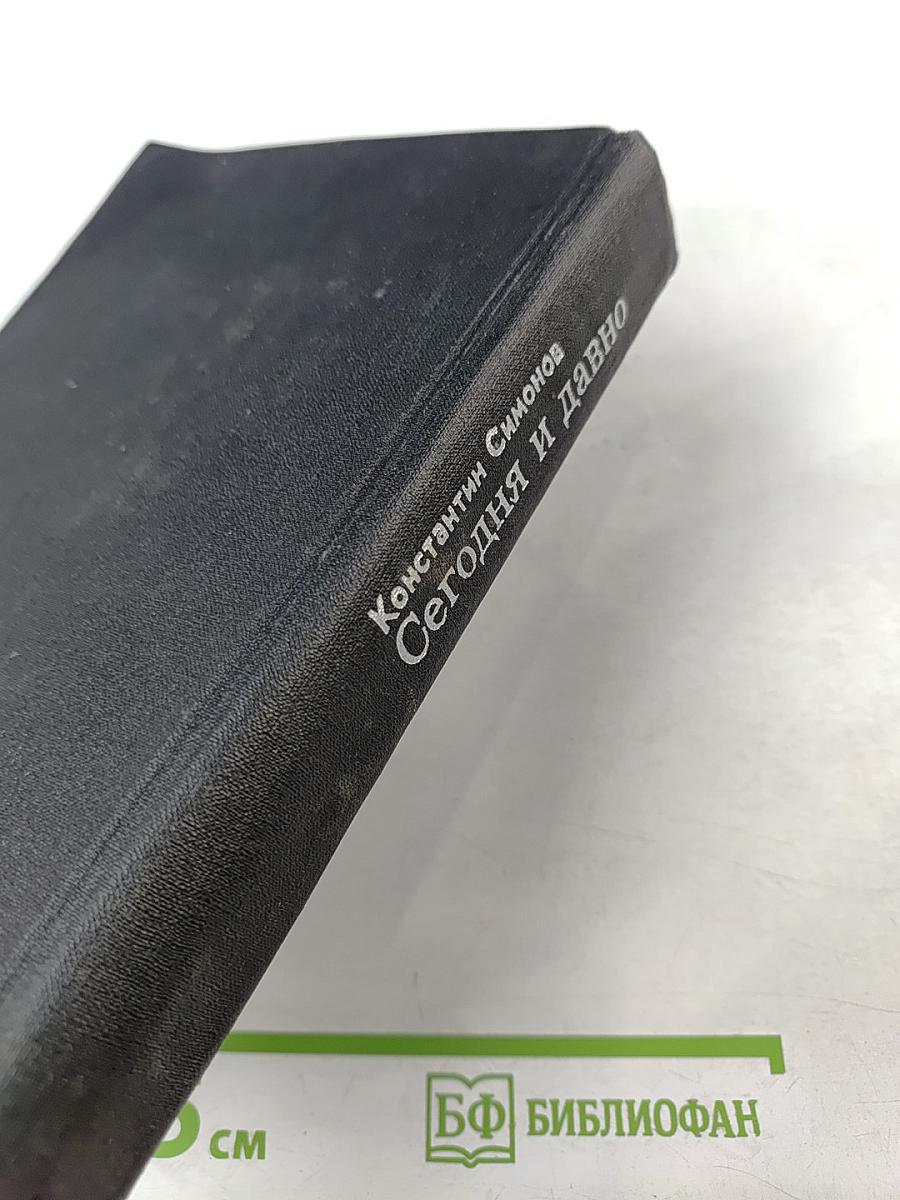 Константин Симонов
Сегодня и давно
см
БФ БИБЛИОФАН